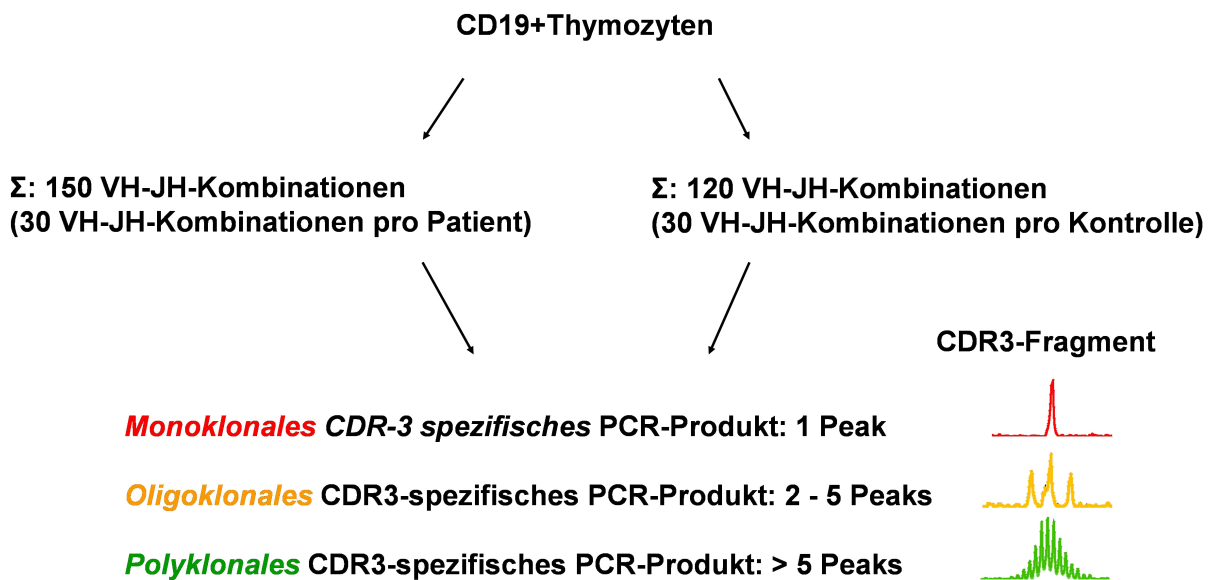 CD19+Thymozyten
Σ: 150 VH-JH-Kombinationen
(30 VH-JH-Kombinationen pro Patient)
Σ: 120 VH-JH-Kombinationen
(30 VH-JH-Kombinationen pro Kontrolle)
CDR3-Fragment
Monoklonales CDR-3 spezifisches PCR-Produkt: 1 Peak
Oligoklonales CDR3-spezifisches PCR-Produkt: 2 - 5 Peaks
Polyklonales CDR3-spezifisches PCR-Produkt: > 5 Peaks